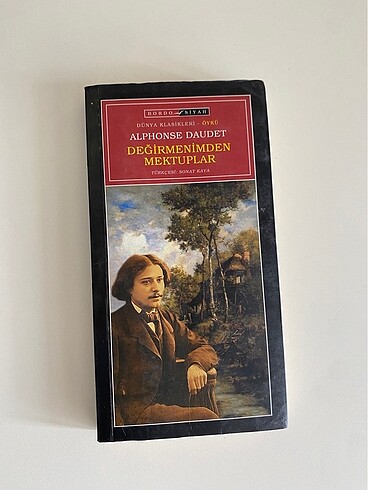 BORDO SİYAH
DÜNYA KLASİKLERİ - ÖYKÜ
ALPHONSE DAUDET
DEĞİRMENİMDEN
MEKTUPLAR
TÜRKÇESİ: SONAT KAYA